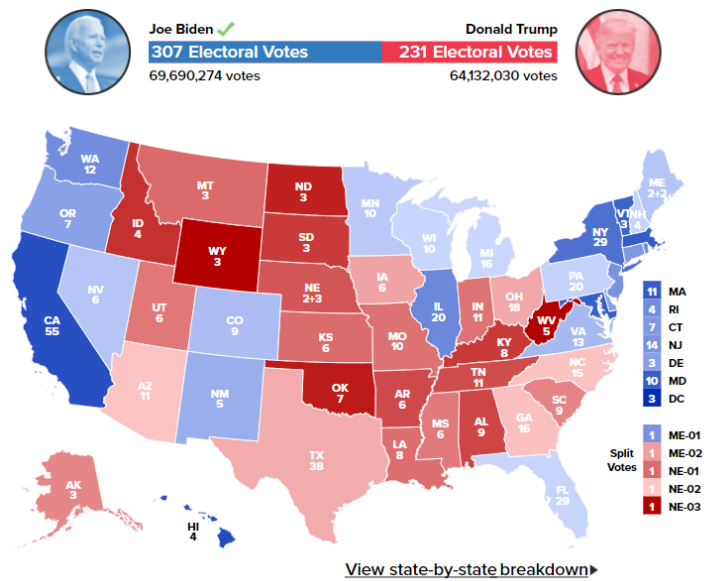 Joe Biden ✓ Donald Trump
307 Electoral Votes 231 Electoral Votes
69,690,274 votes 64,132,030 votes
WA
12
OR
7
CA
55
NV
6
ID
4
MT
3
WY
3
UT
6
AZ
11
CO
9
NM
5
ND
3
SD
3
NE
2+3
KS
6
OK
7
TX
38
MN
10
IA
6
MO
10
AR
6
LA
8
WI
10
IL
20
MI
16
IN
11
OH
18
KY
8
TN
11
MS
6
AL
9
GA
16
FL
29
SC
9
NC
15
VA
13
WV
5
PA
20
NY
29
VT
3
NH
4
ME
2+2
AK
3
HI
4
11 MA
4 RI
7 CT
14 NJ
3 DE
10 MD
3 DC
Split
Votes
1 ME-01
1 ME-02
1 NE-01
1 NE-02
1 NE-03
View state-by-state breakdown▶